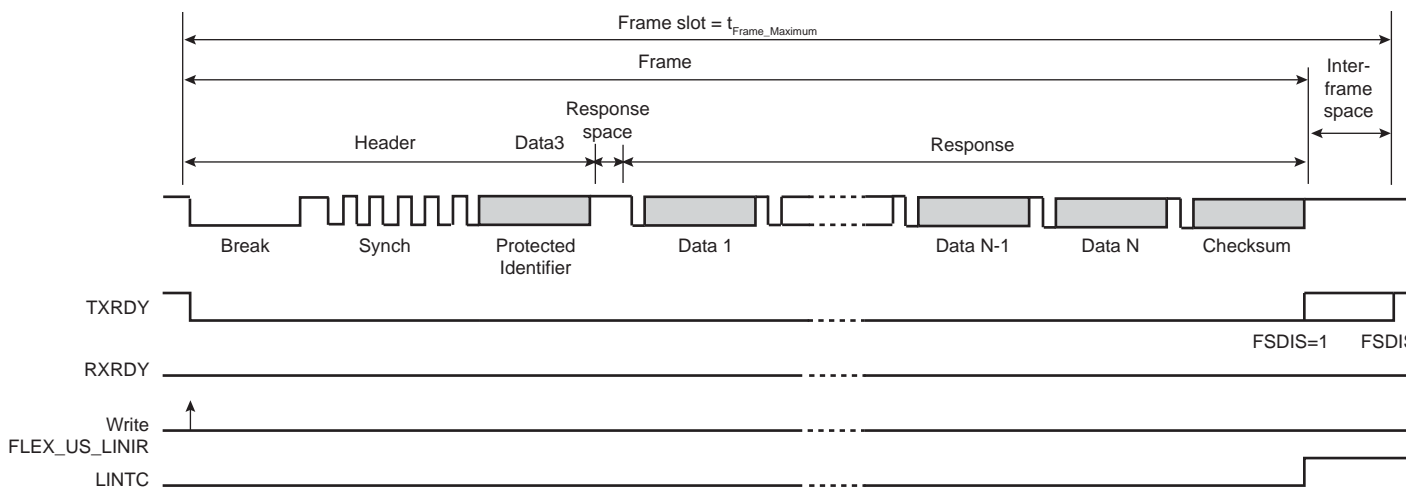 Frame slot = tFrame_Maximum
Frame
Inter-
frame
space
Response
space
Header
Data3
Response
Break
Synch
Protected
Identifier
Data 1
Data N-1
Data N
Checksum
TXRDY
FSDIS=1
FSDIS
RXRDY
Write
FLEX_US_LINIR
LINTC